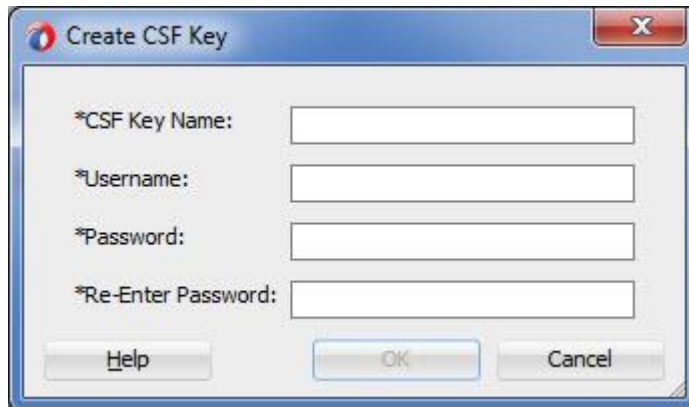 Create CSF Key
*CSF Key Name:
*Username:
*Password:
*Re-Enter Password:
Help OK Cancel